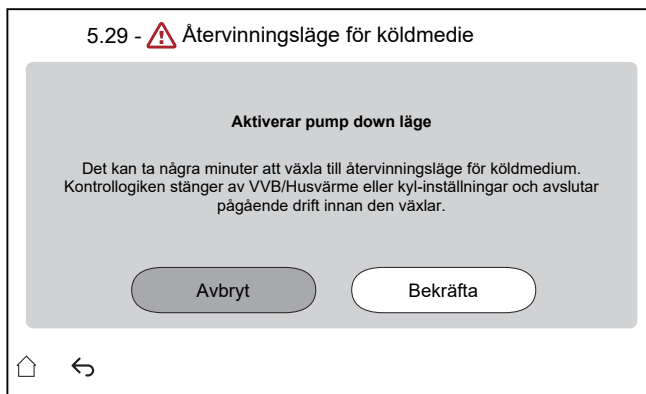 5.29 - Återvinningsläge för köldmedie
Aktiverar pump down läge
Det kan ta några minuter att växla till återvinningsläge för köldmedium.
Kontrollogiken stänger av VVB/Husvärme eller kyl-inställningar och avslutar
pågående drift innan den växlar.
Avbryt Bekräfta